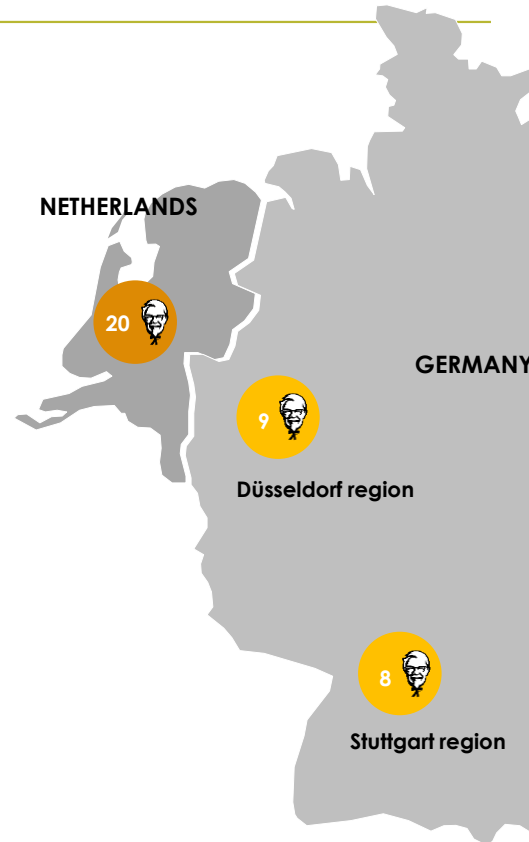 NETHERLANDS
20
GERMANY
9
Düsseldorf region
8
Stuttgart region